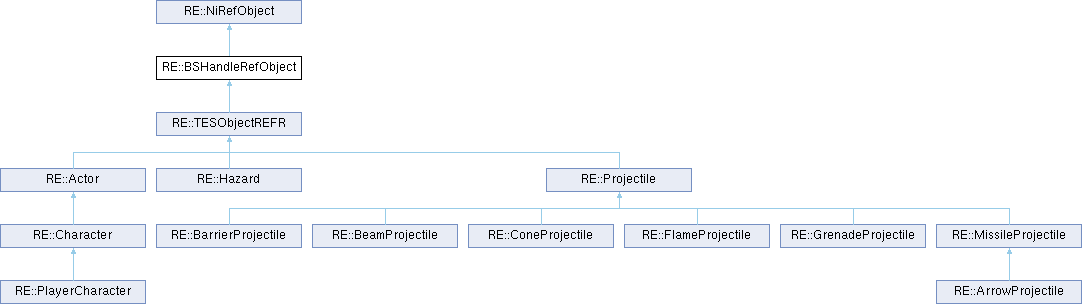 RE::NiRefObject
RE::BSHandleRefObject
RE::TESObjectREFR
RE::Actor
RE::Hazard
RE::Projectile
RE::Character
RE::BarrierProjectile
RE::BeamProjectile
RE::ConeProjectile
RE::FlameProjectile
RE::GrenadeProjectile
RE::MissileProjectile
RE::PlayerCharacter
RE::ArrowProjectile